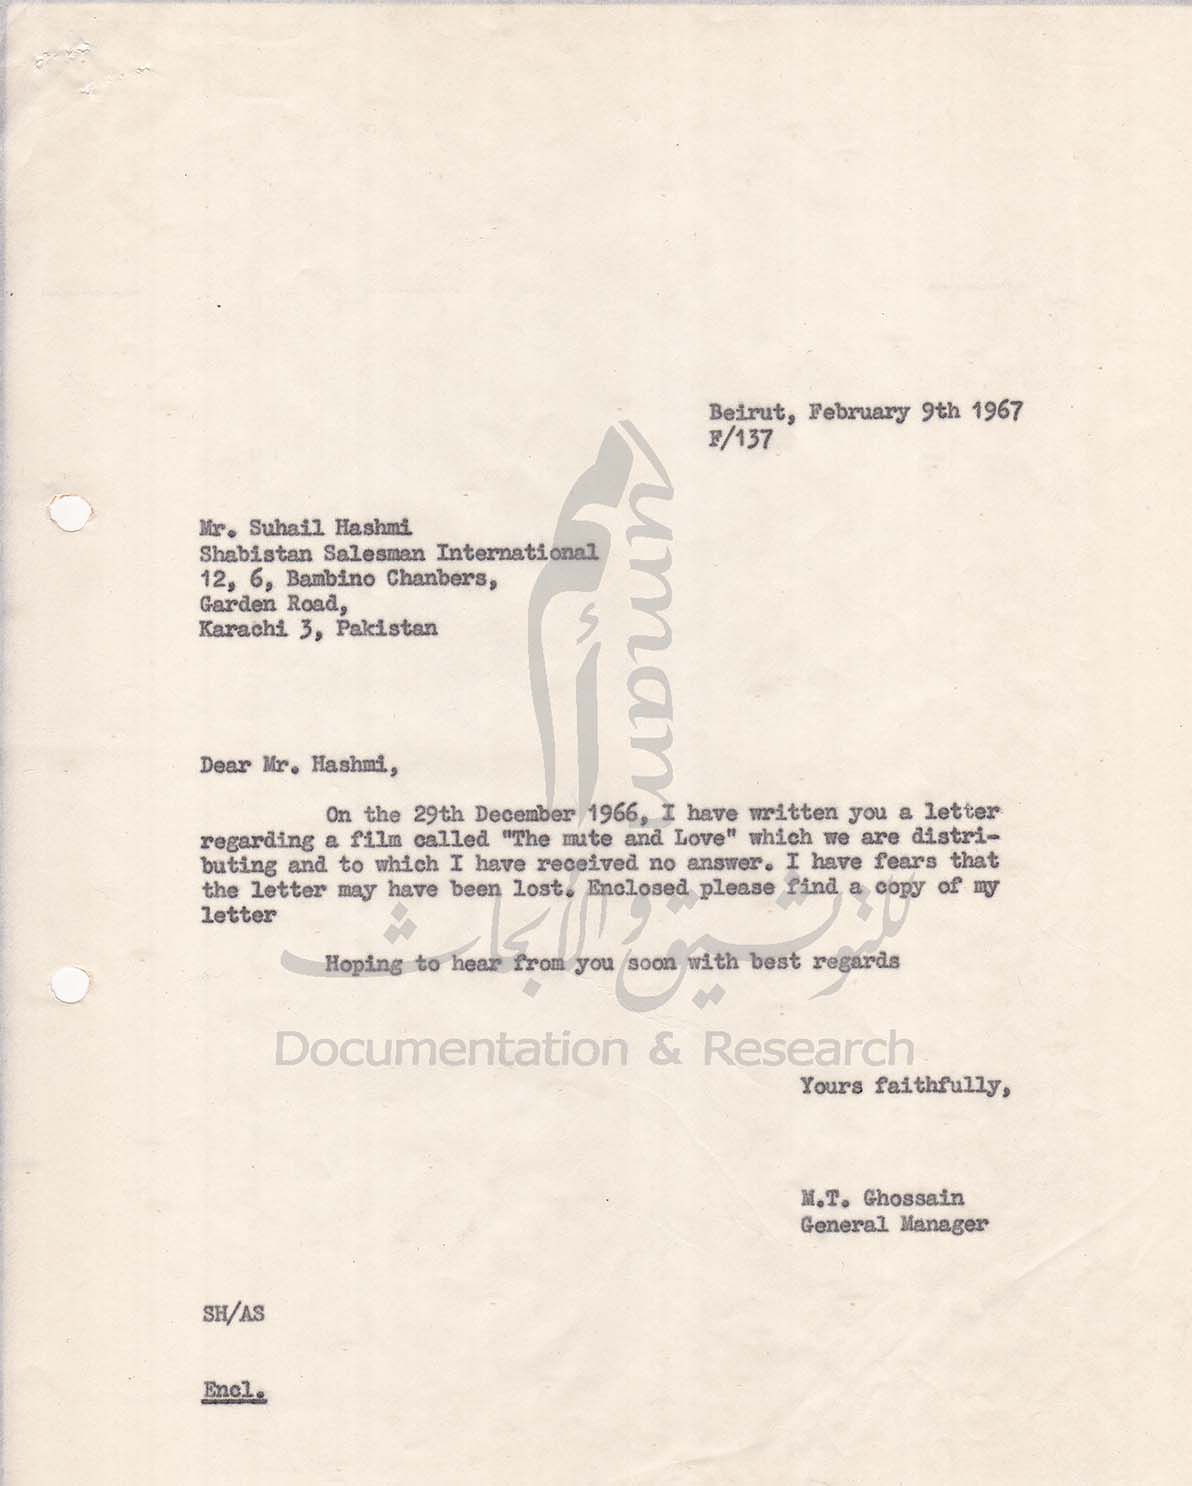 Beirut, February 9th 1967
F/137
Mr. Suhail Hashmi
Shabistan Salesman International
12, 6, Bambino Chanbers,
Garden Road,
Karachi 3, Pakistan
Dear Mr. Hashmi,
On the 29th December 1966, I have written you a letter
regarding a film called "The mute and Love" which we are distri-
buting and to which I have received no answer. I have fears that
the letter may have been lost. Enclosed please find a copy of my
letter
Hoping to hear from you soon with best regards
Yours faithfully,
M.T. Ghossain
General Manager
SH/AS
Encl.
أ
ummam
للتوثيق والأبحاث
Documentation & Research